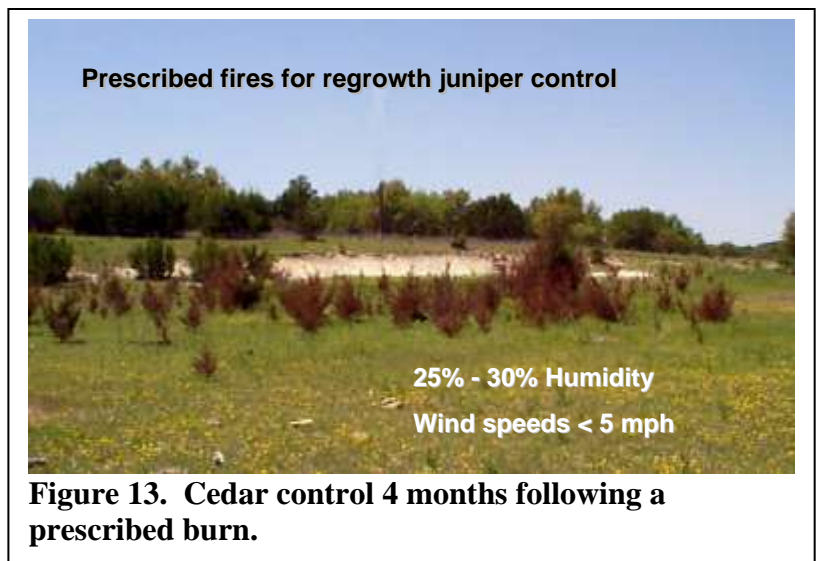 Prescribed fires for regrowth juniper control
25% - 30% Humidity
Wind speeds < 5 mph
Figure 13. Cedar control 4 months following a
prescribed burn.